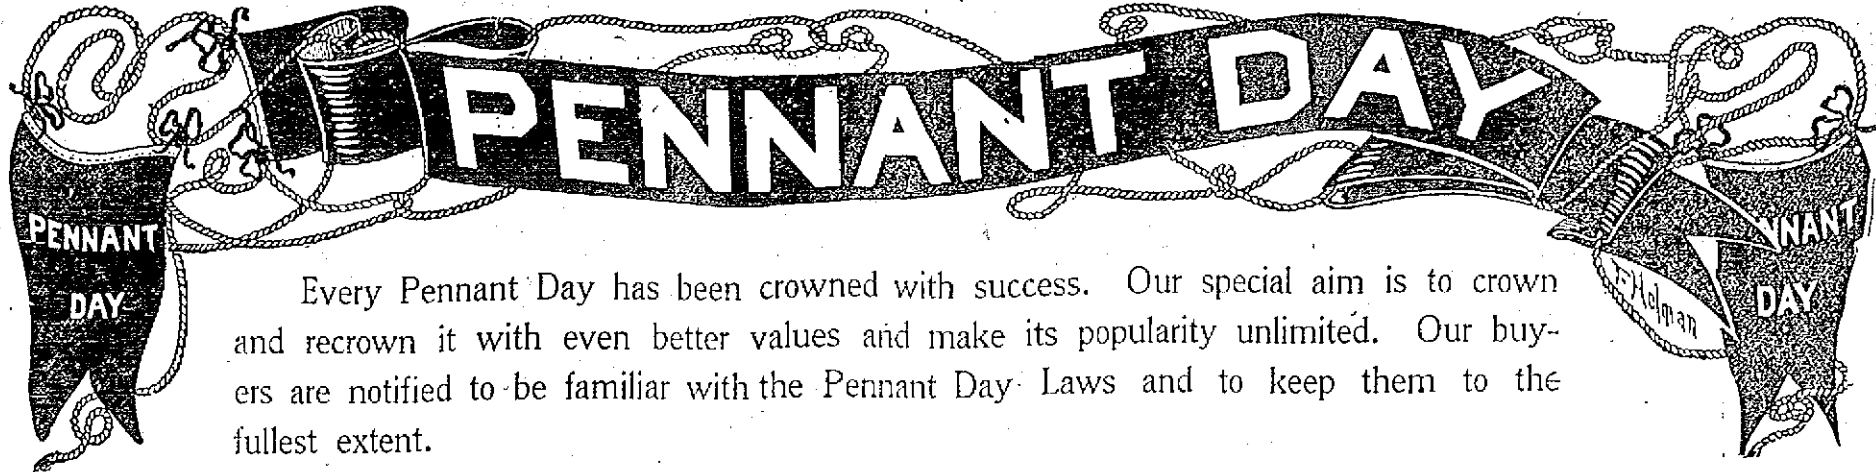 PENNANT DAY
PENNANT
DAY
NNANT
DAY
F. Holman
Every Pennant Day has been crowned with success. Our special aim is to crown
and recrown it with even better values and make its popularity unlimited. Our buy-
ers are notified to be familiar with the Pennant Day Laws and to keep them to the
fullest extent.